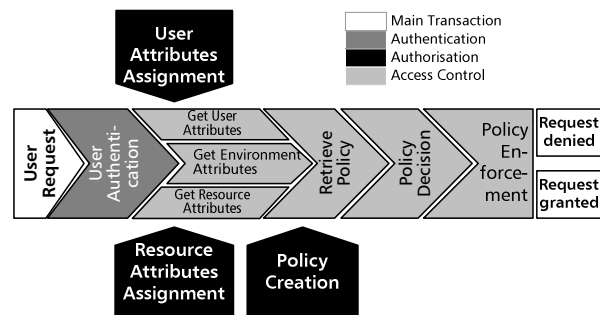 User
Attributes
Assignment
Main Transaction
Authentication
Authorisation
Access Control
User
Request
User
Authenti-
cation
Get User
Attributes
Get Environment
Attributes
Get Resource
Attributes
Retrieve
Policy
Policy
Decision
Policy
En-
force-
ment
Request
denied
Request
granted
Resource
Attributes
Assignment
Policy
Creation